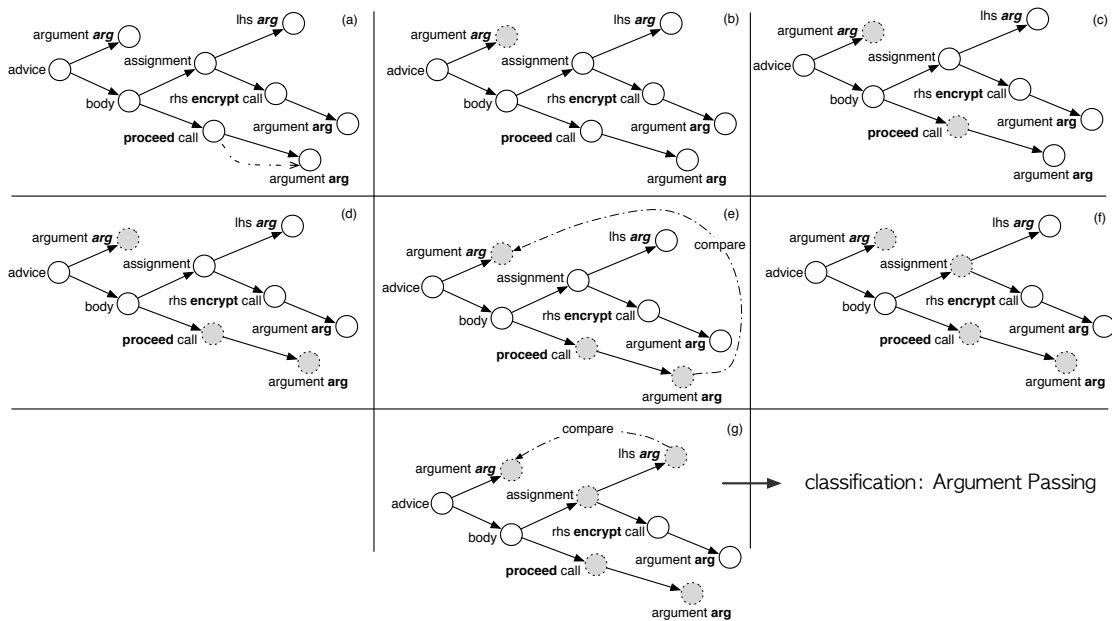 (a)
lhs arg
argument arg
advice
assignment
body
rhs encrypt call
proceed call
argument arg
argument arg
(b)
lhs arg
argument arg
advice
assignment
body
rhs encrypt call
proceed call
argument arg
argument arg
(c)
lhs arg
argument arg
advice
assignment
body
rhs encrypt call
proceed call
argument arg
argument arg
(d)
lhs arg
argument arg
advice
assignment
body
rhs encrypt call
proceed call
argument arg
argument arg
(e)
lhs arg
compare
argument arg
advice
assignment
body
rhs encrypt call
proceed call
argument arg
argument arg
(f)
lhs arg
argument arg
advice
assignment
body
rhs encrypt call
proceed call
argument arg
argument arg
(g)
compare
lhs arg
argument arg
advice
assignment
body
rhs encrypt call
proceed call
argument arg
argument arg
classification: Argument Passing